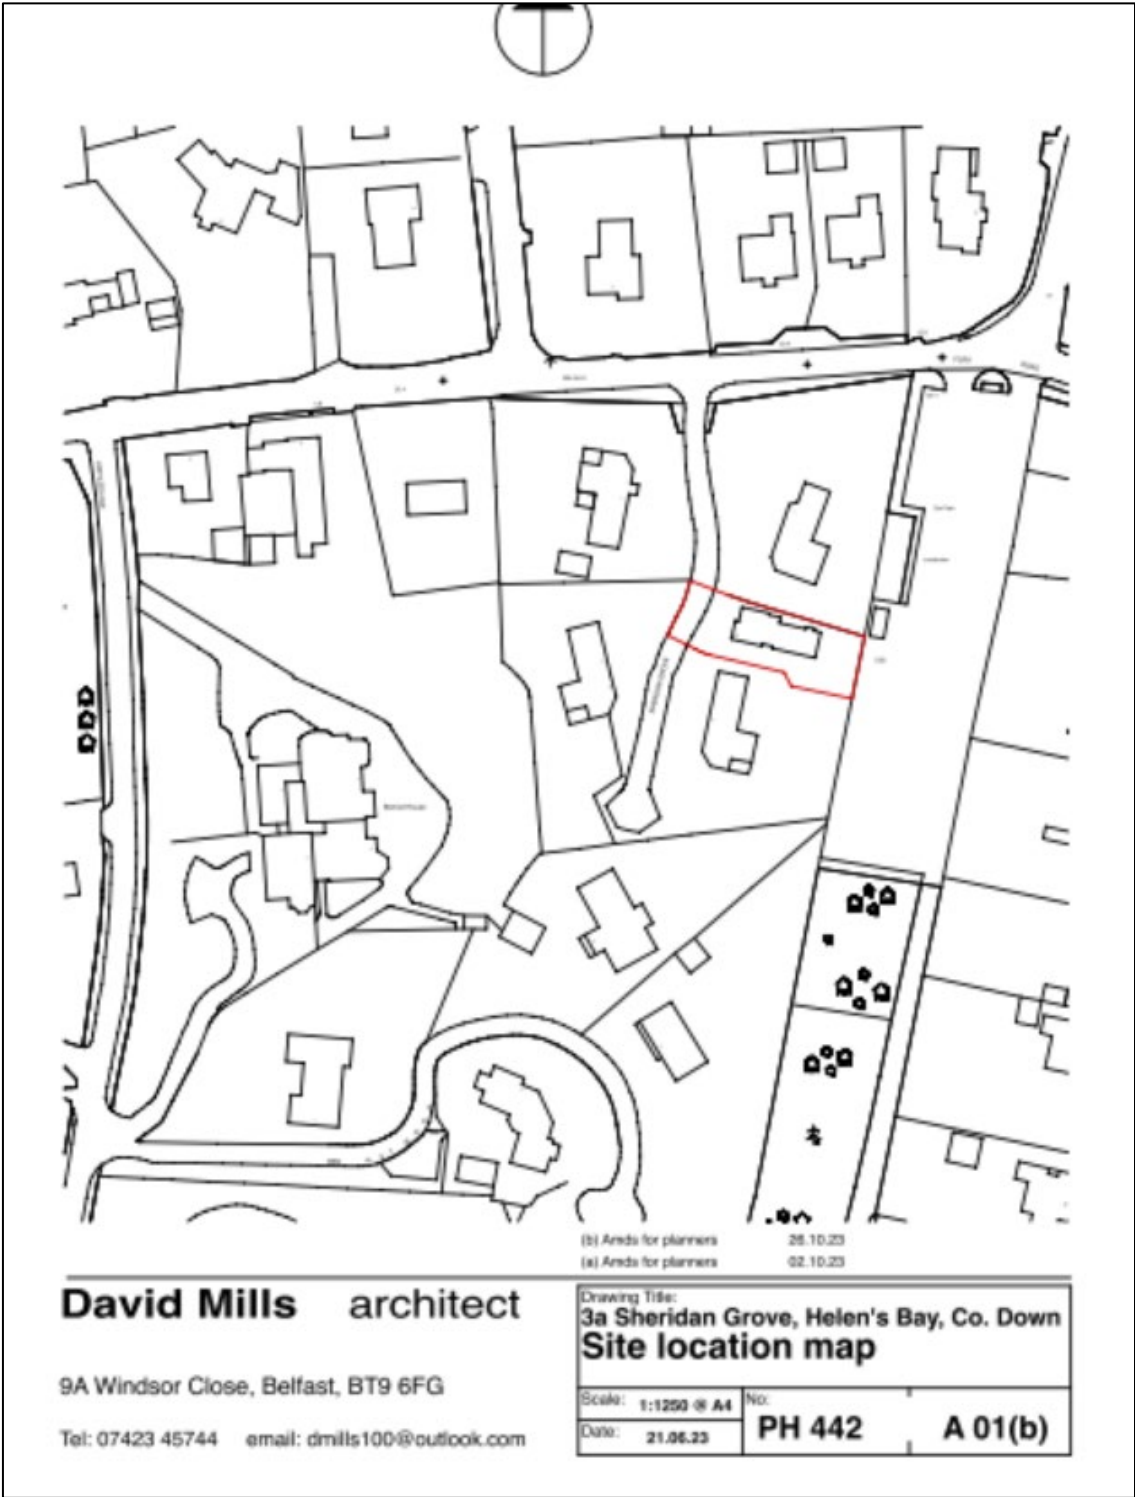 (b) Amds for planners 26.10.23
(a) Amds for planners 02.10.23
David Mills architect
9A Windsor Close, Belfast, BT9 6FG
Tel: 07423 45744 email: dmills100@outlook.com
Drawing Title:
3a Sheridan Grove, Helen's Bay, Co. Down
Site location map
Scale: 1:1250 @ A4
Date: 21.06.23
No:
PH 442 A 01(b)